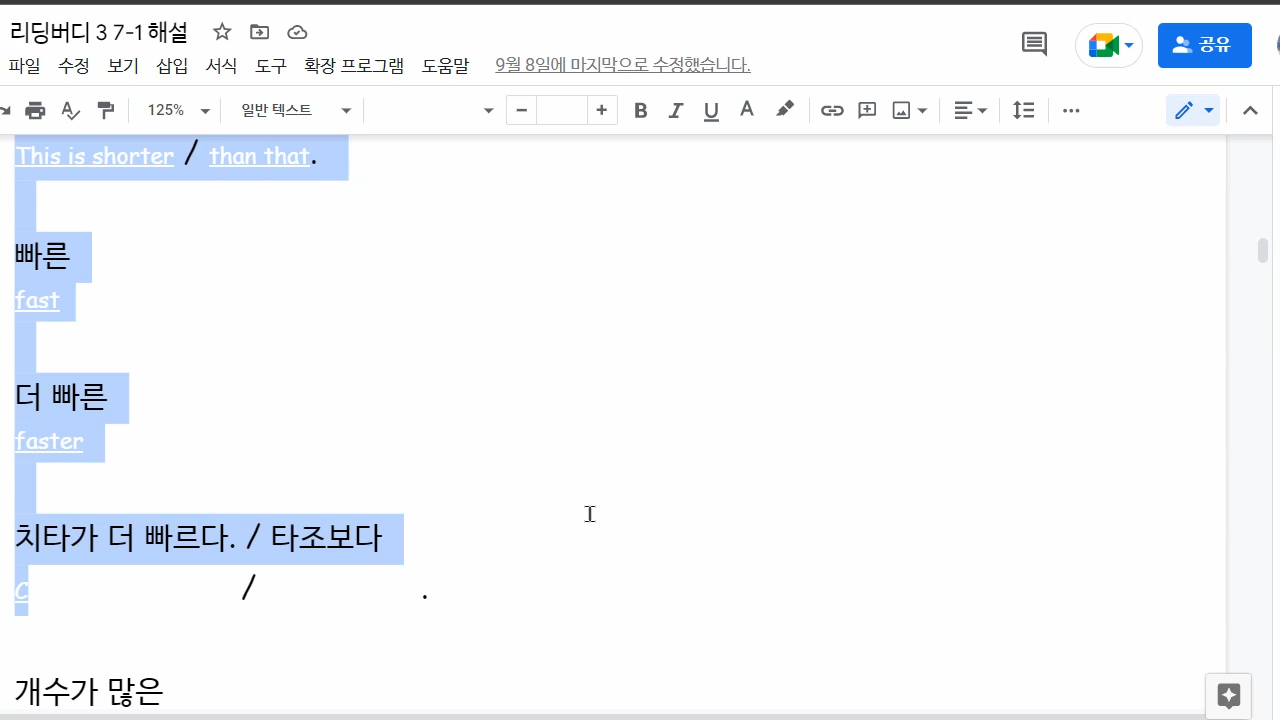 리딩버디 3 7-1 해설
파일 수정 보기 삽입 서식 도구 확장 프로그램 도움말 9월 8일에 마지막으로 수정했습니다.
공유
125% 일반 텍스트 B I U A
This is shorter / than that.
빠른
fast
더 빠른
faster
치타가 더 빠르다. / 타조보다
C / .
개수가 많은